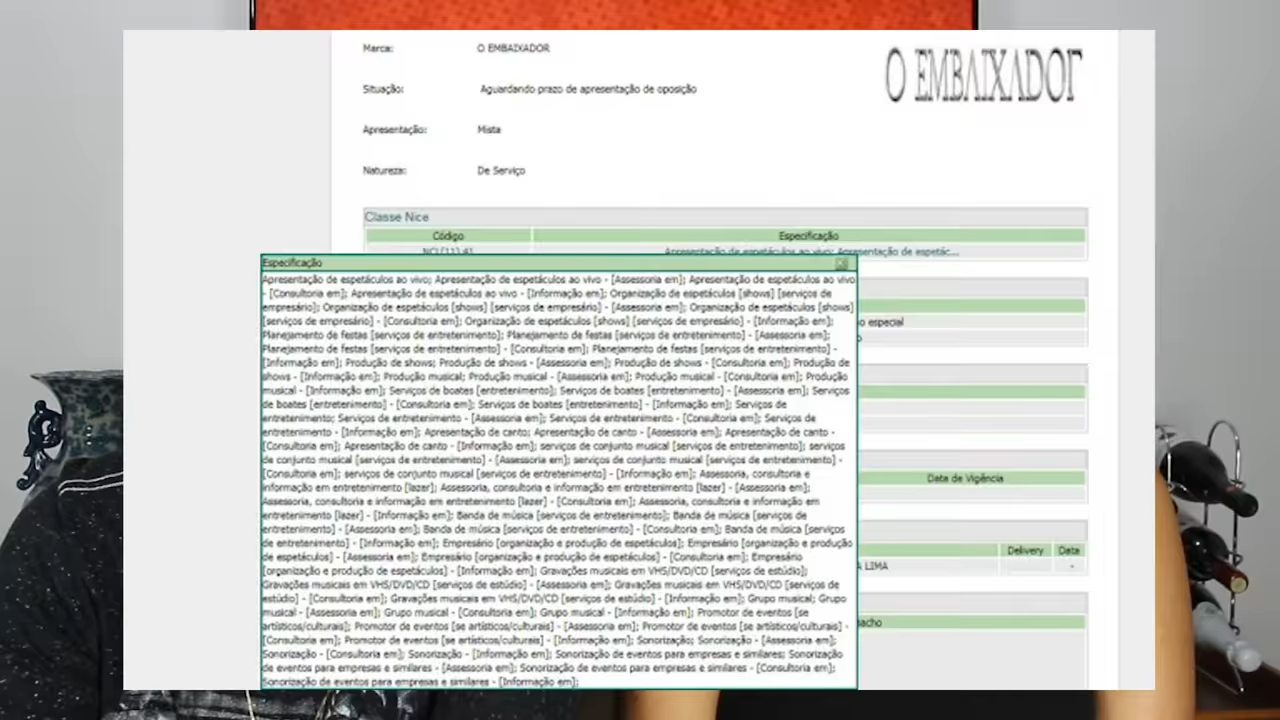 Marca: O EMBAIXADOR
O EMBAIXADOR
Situação: Aguardando prazo de apresentação de oposição
Apresentação: Mista
Natureza: De Serviço
Classe Nice
Código Especificação
NCL(11) 41 Apresentação de espetáculos ao vivo; Apresentação de espetác...
Especificação
Apresentação de espetáculos ao vivo; Apresentação de espetáculos ao vivo - [Assessoria em]; Apresentação de espetáculos ao vivo
- [Consultoria em]; Apresentação de espetáculos ao vivo - [Informação em]; Organização de espetáculos [shows] [serviços de
empresário]; Organização de espetáculos [shows] [serviços de empresário] - [Assessoria em]; Organização de espetáculos [shows]
[serviços de empresário] - [Consultoria em]; Organização de espetáculos [shows] [serviços de empresário] - [Informação em];
o especial
Planejamento de festas [serviços de entretenimento]; Planejamento de festas [serviços de entretenimento] - [Assessoria em];
o
Planejamento de festas [serviços de entretenimento] - [Consultoria em]; Planejamento de festas [serviços de entretenimento] -
[Informação em]; Produção de shows; Produção de shows - [Assessoria em]; Produção de shows - [Consultoria em]; Produção de
shows - [Informação em]; Produção musical; Produção musical - [Assessoria em]; Produção musical - [Consultoria em]; Produção
musical - [Informação em]; Serviços de boates [entretenimento]; Serviços de boates [entretenimento] - [Assessoria em]; Serviços
de boates [entretenimento] - [Consultoria em]; Serviços de boates [entretenimento] - [Informação em]; Serviços de
entretenimento; Serviços de entretenimento - [Assessoria em]; Serviços de entretenimento - [Consultoria em]; Serviços de
entretenimento - [Informação em]; Apresentação de canto; Apresentação de canto - [Assessoria em]; Apresentação de canto -
[Consultoria em]; Apresentação de canto - [Informação em]; serviços de conjunto musical [serviços de entretenimento]; serviços
de conjunto musical [serviços de entretenimento] - [Assessoria em]; serviços de conjunto musical [serviços de entretenimento] -
[Consultoria em]; serviços de conjunto musical [serviços de entretenimento] - [Informação em]; Assessoria, consultoria e
Data de Vigência
informação em entretenimento [lazer]; Assessoria, consultoria e informação em entretenimento [lazer] - [Assessoria em];
Assessoria, consultoria e informação em entretenimento [lazer] - [Consultoria em]; Assessoria, consultoria e informação em
entretenimento [lazer] - [Informação em]; Banda de música [serviços de entretenimento]; Banda de música [serviços de
entretenimento] - [Assessoria em]; Banda de música [serviços de entretenimento] - [Consultoria em]; Banda de música [serviços
de entretenimento] - [Informação em]; Empresário [organização e produção de espetáculos]; Empresário [organização e produção
Delivery Data
de espetáculos] - [Assessoria em]; Empresário [organização e produção de espetáculos] - [Consultoria em]; Empresário
A LIMA -
[organização e produção de espetáculos] - [Informação em]; Gravações musicais em VHS/DVD/CD [serviços de estúdio];
Gravações musicais em VHS/DVD/CD [serviços de estúdio] - [Assessoria em]; Gravações musicais em VHS/DVD/CD [serviços de
estúdio] - [Consultoria em]; Gravações musicais em VHS/DVD/CD [serviços de estúdio] - [Informação em]; Grupo musical; Grupo
musical - [Assessoria em]; Grupo musical - [Consultoria em]; Grupo musical - [Informação em]; Promotor de eventos [se
acho
artísticos/culturais]; Promotor de eventos [se artísticos/culturais] - [Assessoria em]; Promotor de eventos [se artísticos/culturais] -
[Consultoria em]; Promotor de eventos [se artísticos/culturais] - [Informação em]; Sonorização; Sonorização - [Assessoria em];
Sonorização - [Consultoria em]; Sonorização - [Informação em]; Sonorização de eventos para empresas e similares; Sonorização
de eventos para empresas e similares - [Assessoria em]; Sonorização de eventos para empresas e similares - [Consultoria em];
Sonorização de eventos para empresas e similares - [Informação em];